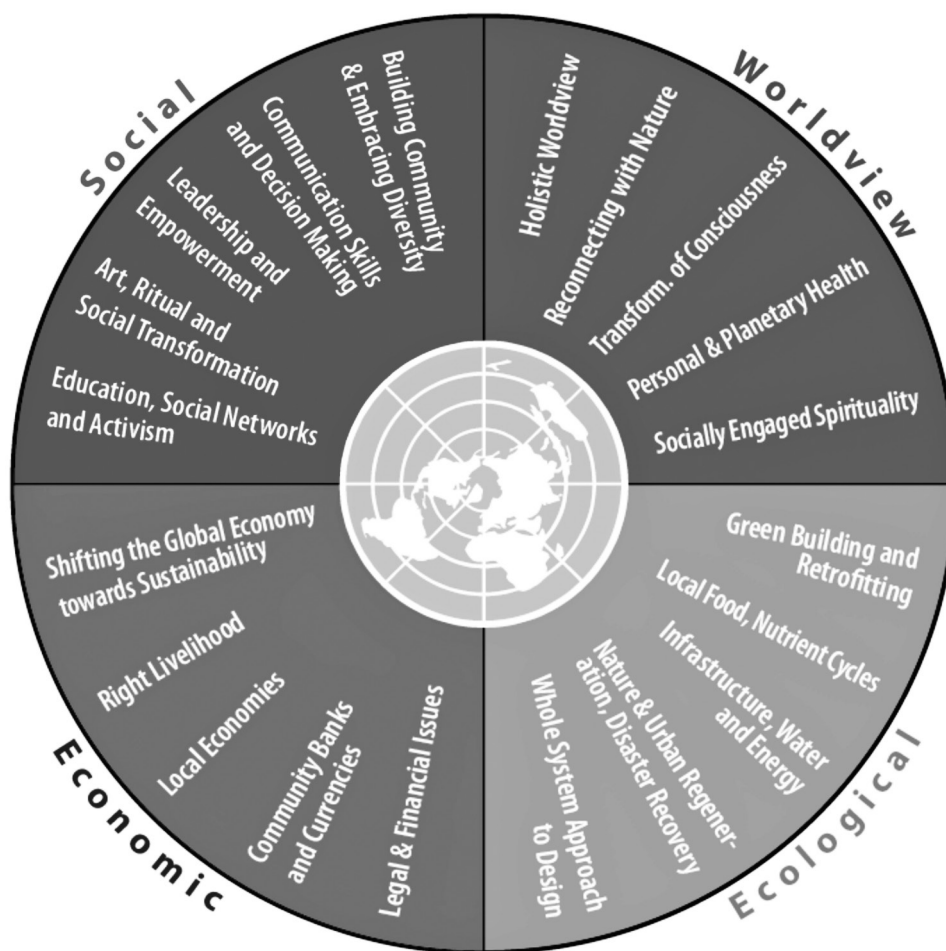 Social
Building Community
& Embracing Diversity
Communication Skills
and Decision Making
Leadership and
Empowerment
Art, Ritual and
Social Transformation
Education, Social Networks
and Activism
Worldview
Holistic Worldview
Reconnecting with Nature
Transform. of Consciousness
Personal & Planetary Health
Socially Engaged Spirituality
Economic
Shifting the Global Economy
towards Sustainability
Right Livelihood
Local Economies
Community Banks
and Currencies
Legal & Financial Issues
Ecological
Green Building and
Retrofitting
Local Food, Nutrient Cycles
Infrastructure, Water
and Energy
Nature & Urban Regener-
ation, Disaster Recovery
Whole System Approach
to Design